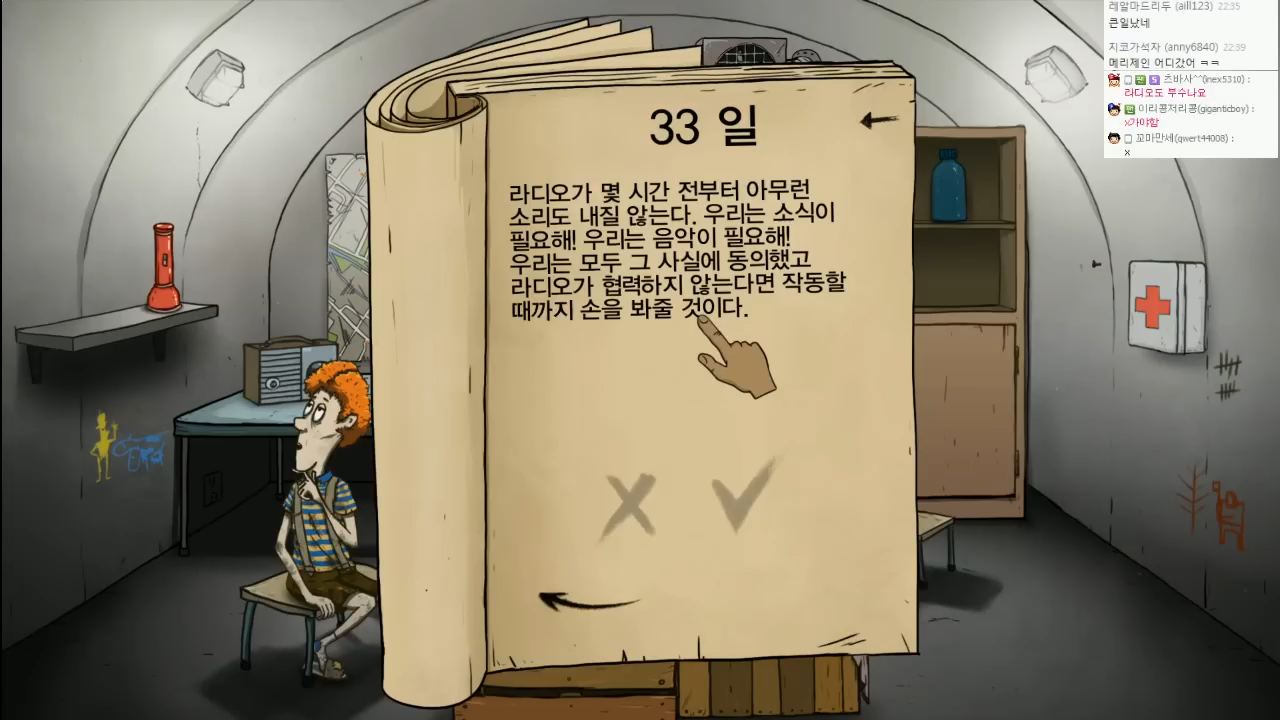 33 일
라디오가 몇 시간 전부터 아무런
소리도 내질 않는다. 우리는 소식이
필요해! 우리는 음악이 필요해!
우리는 모두 그 사실에 동의했고
라디오가 협력하지 않는다면 작동할
때까지 손을 봐줄 것이다.
레알마드리두 (aill123) 22:35
큰일났네
지코가석자 (anny6840) 22:39
메리제인 어디갔어 ㅋㅋ
팬 S 츠바사^^(inex5310) :
라디오도 부수나요
팬 이리콩저리콩(giganticboy) :
x가야함
꼬마만세(qwert44008) :
x